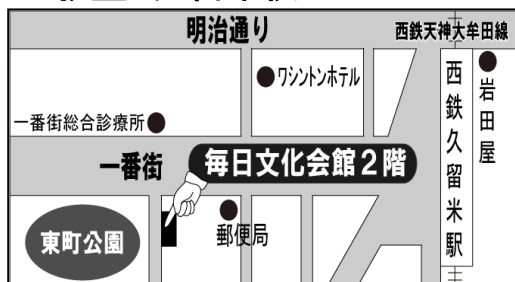 明治通り
西鉄天神大牟田線
ワシントンホテル
西鉄久留米駅
岩田屋
一番街総合診療所
一番街
毎日文化会館2階
東町公園
郵便局